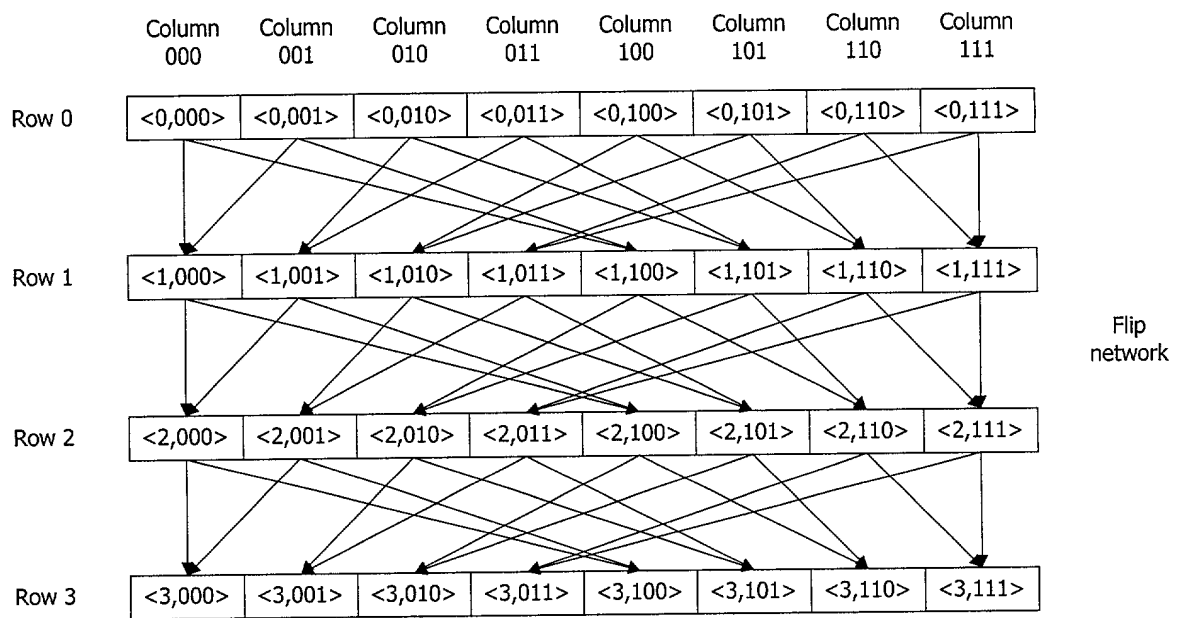 Column 000 Column 001 Column 010 Column 011 Column 100 Column 101 Column 110 Column 111
Row 0 <0,000> <0,001> <0,010> <0,011> <0,100> <0,101> <0,110> <0,111>
Row 1 <1,000> <1,001> <1,010> <1,011> <1,100> <1,101> <1,110> <1,111>
Flip
network
Row 2 <2,000> <2,001> <2,010> <2,011> <2,100> <2,101> <2,110> <2,111>
Row 3 <3,000> <3,001> <3,010> <3,011> <3,100> <3,101> <3,110> <3,111>